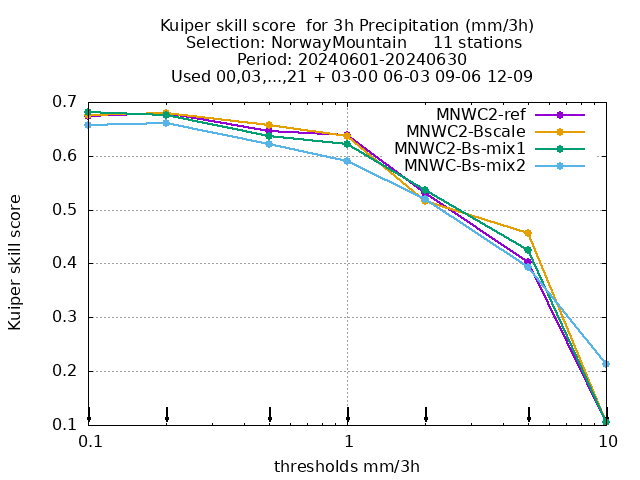 Kuiper skill score  for 3h Precipitation (mm/3h)
Selection: NorwayMountain     11 stations
Period: 20240601-20240630
Used 00,03,...,21 + 03-00 06-03 09-06 12-09
MNWC2-ref
MNWC2-Bscale
MNWC2-Bs-mix1
MNWC-Bs-mix2
0.7
0.6
0.5
0.4
0.3
0.2
0.1
Kuiper skill score
0.1 1 10
thresholds mm/3h